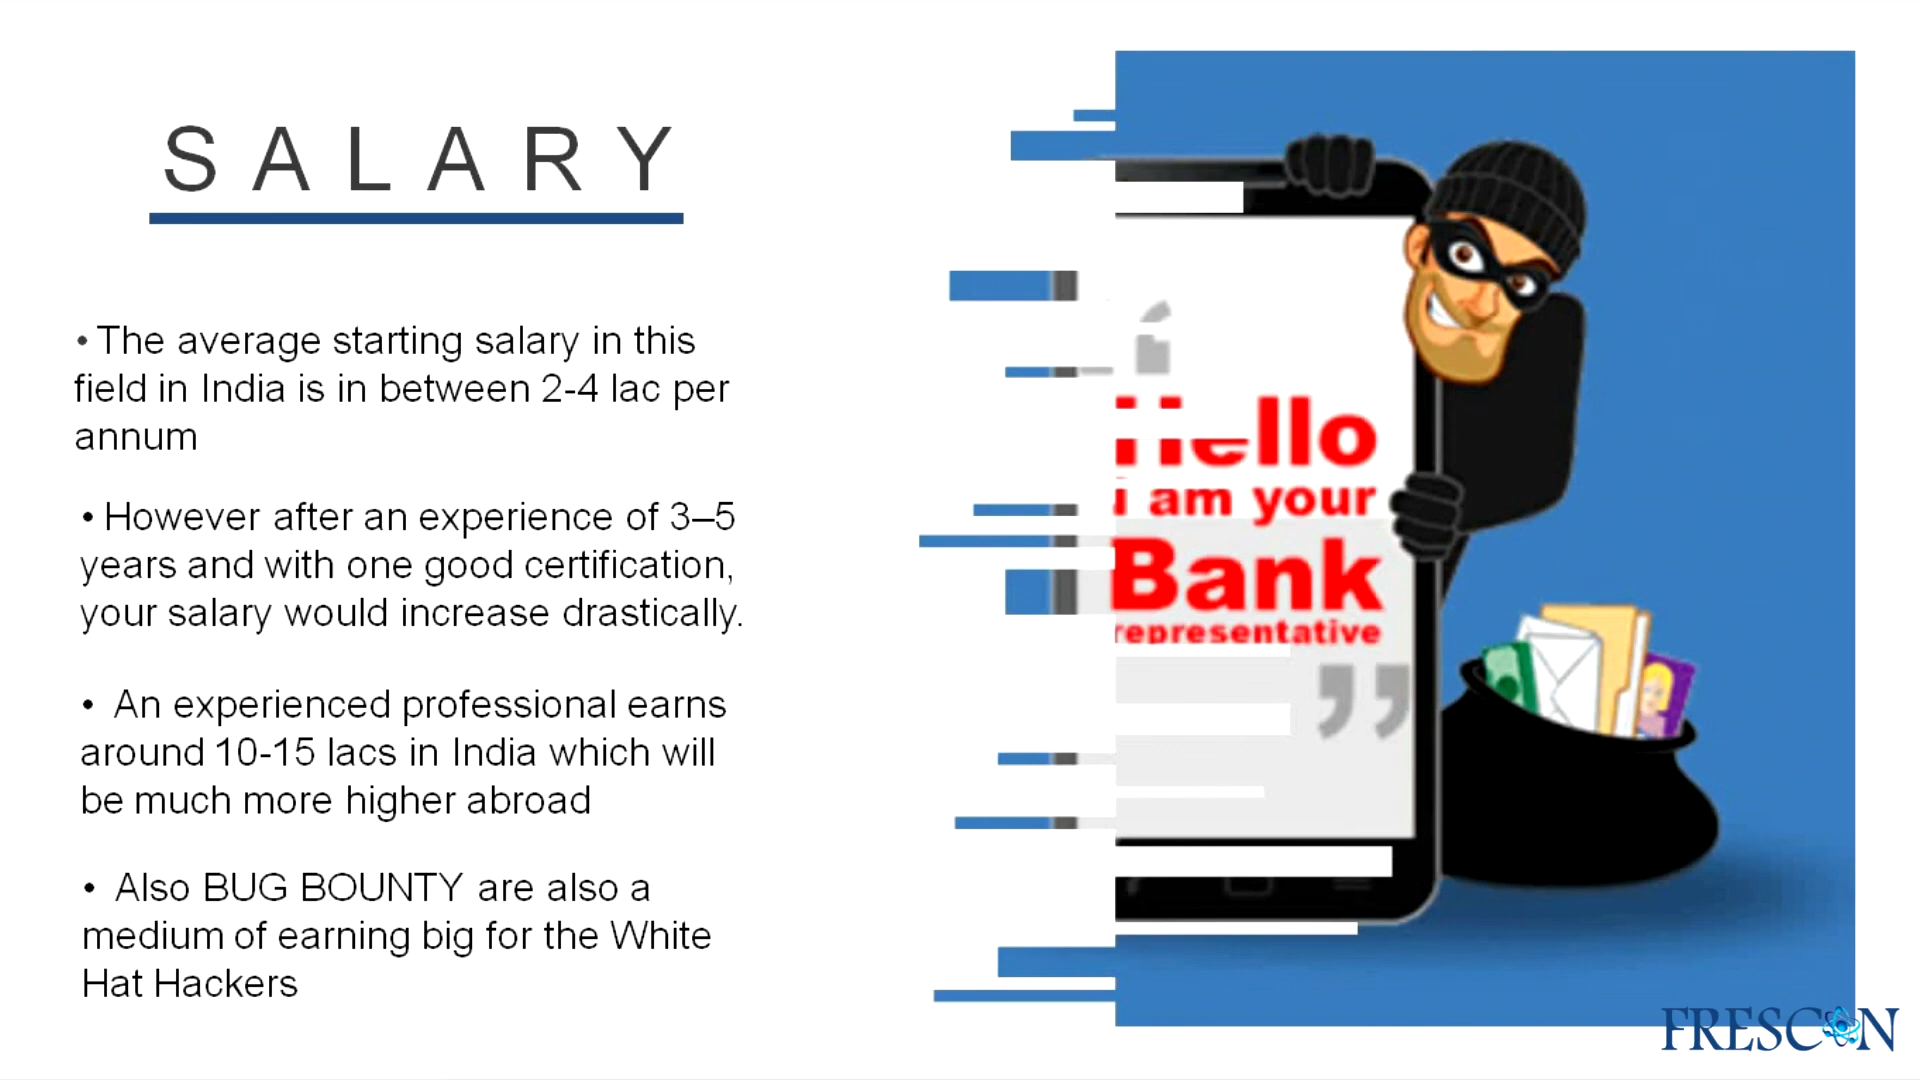 S A L A R Y
• The average starting salary in this
field in India is in between 2-4 lac per
annum
• However after an experience of 3–5
years and with one good certification,
your salary would increase drastically.
• An experienced professional earns
around 10-15 lacs in India which will
be much more higher abroad
• Also BUG BOUNTY are also a
medium of earning big for the White
Hat Hackers
Hello
i am your
Bank
representative
”
FRESCON